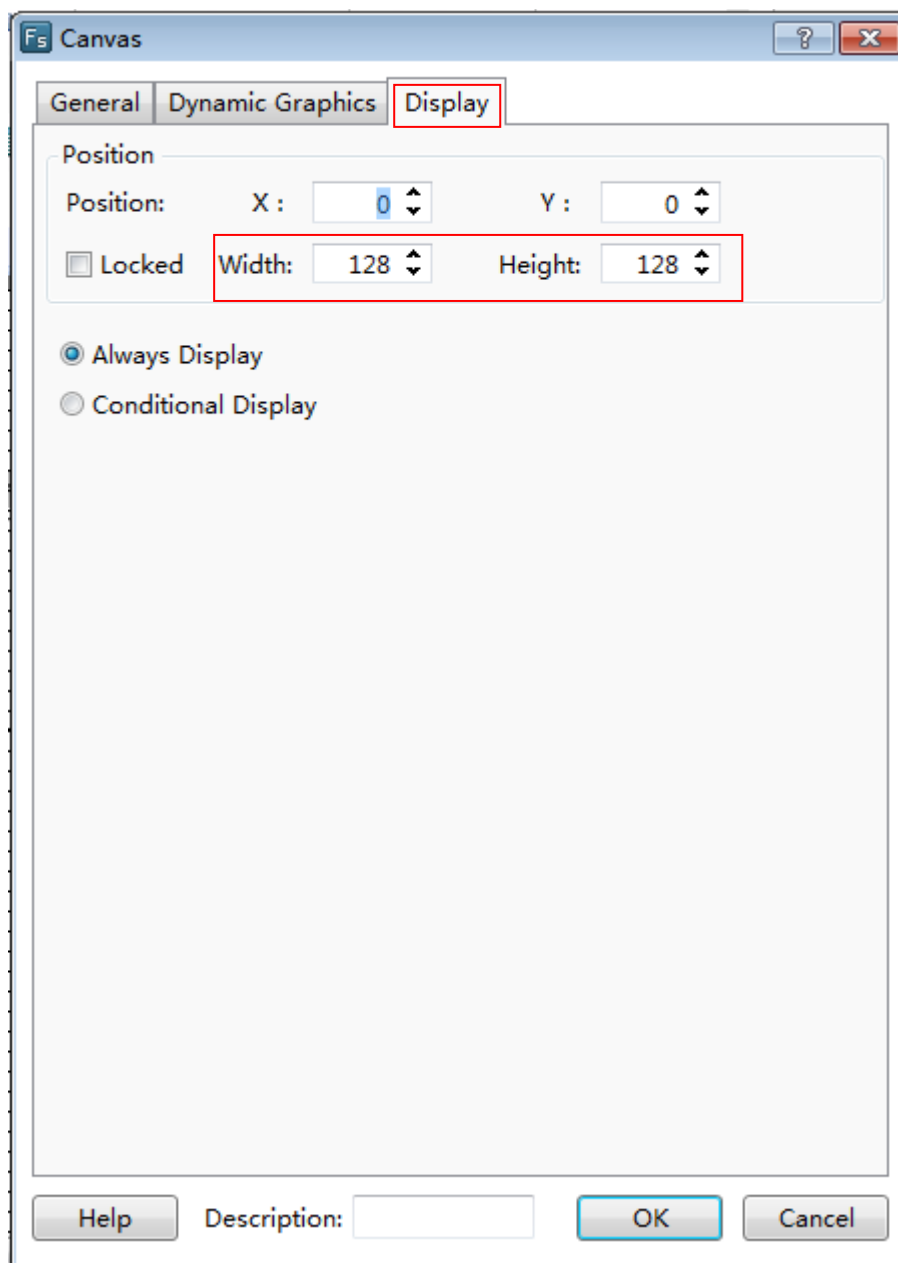 Fs Canvas ?
General Dynamic Graphics Display
Position
Position: X : 0 Y : 0
Locked Width: 128 Height: 128
Always Display
Conditional Display
Help Description: OK Cancel